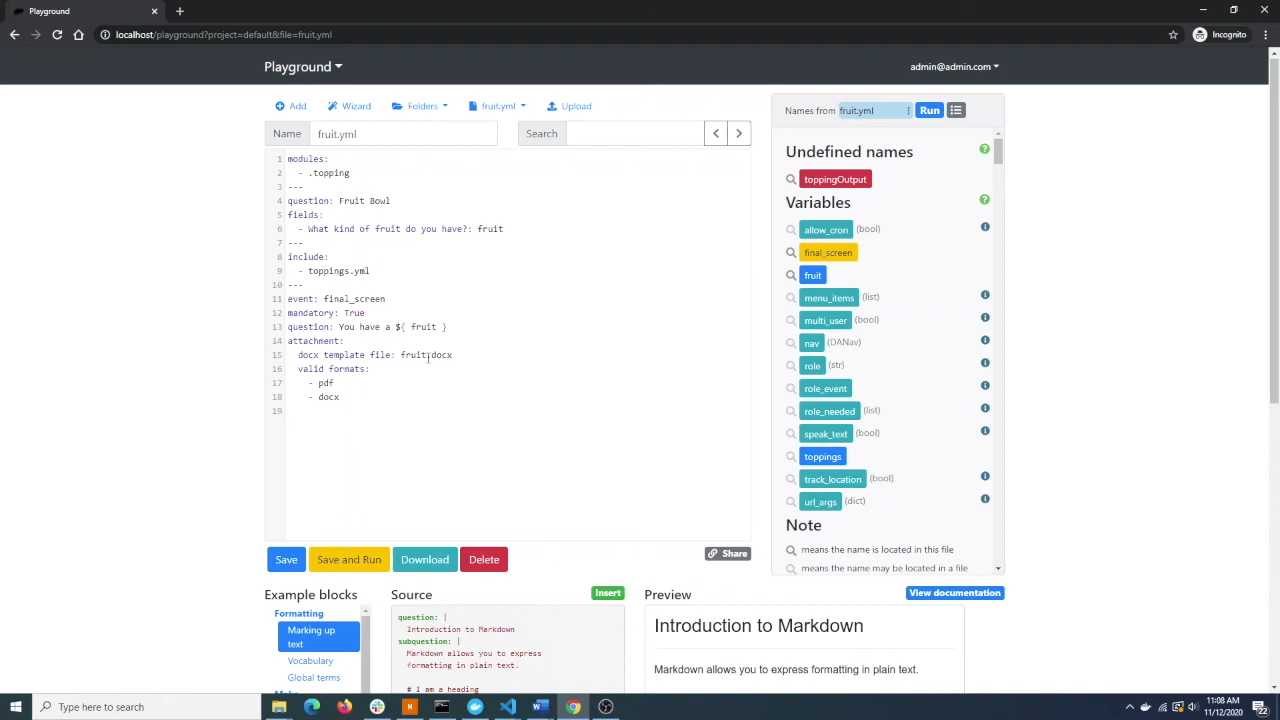 Playground
localhost/playground?project=default&file=fruit.yml
Incognito
Playground
admin@admin.com
Add
Wizard
Folders
fruit.yml
Upload
Name
fruit.yml
Search
1 modules:
2 - .topping
3 ---
4 question: Fruit Bowl
5 fields:
6 - What kind of fruit do you have?: fruit
7 ---
8 include:
9 - toppings.yml
10 ---
11 event: final_screen
12 mandatory: True
13 question: You have a ${ fruit }
14 attachment:
15 docx template file: fruit.docx
16 valid formats:
17 - pdf
18 - docx
19
Save
Save and Run
Download
Delete
Share
Names from fruit.yml
Run
Undefined names
toppingOutput
Variables
allow_cron (bool)
final_screen
fruit
menu_items (list)
multi_user (bool)
nav (DANav)
role (str)
role_event
role_needed (list)
speak_text (bool)
toppings
track_location (bool)
url_args (dict)
Note
means the name is located in this file
means the name may be located in a file
Example blocks
Formatting
Marking up
text
Vocabulary
Global terms
Source
Insert
question: |
Introduction to Markdown
subquestion: |
Markdown allows you to express
formatting in plain text.
# I am a heading
Preview
View documentation
Introduction to Markdown
Markdown allows you to express formatting in plain text.
Type here to search
11:08 AM
11/12/2020
22